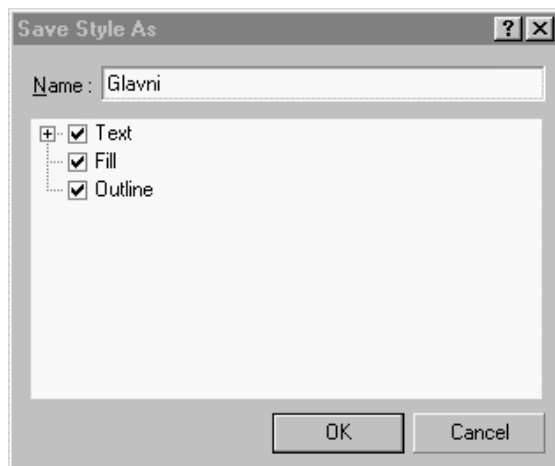 Save Style As
Name : Glavni
Text
Fill
Outline
OK Cancel